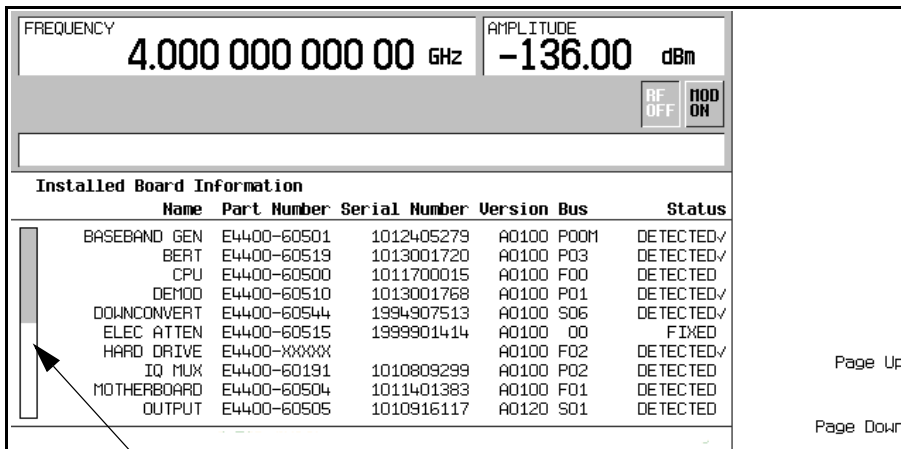 FREQUENCY
4.000 000 000 00 GHz
AMPLITUDE
-136.00 dBm
RF OFF
MOD ON
Installed Board Information
Name Part Number Serial Number Version Bus Status
BASEBAND GEN E4400-60501 1012405279 A0100 P00M DETECTED✓
BERT E4400-60519 1013001720 A0100 P03 DETECTED✓
CPU E4400-60500 1011700015 A0100 F00 DETECTED
DEMOD E4400-60510 1013001768 A0100 P01 DETECTED✓
DOWNCONVERT E4400-60544 1994907513 A0100 S06 DETECTED✓
ELEC ATTEN E4400-60515 1999901414 A0100 00 FIXED
HARD DRIVE E4400-XXXXX A0100 F02 DETECTED✓
IQ MUX E4400-60191 1010809299 A0100 P02 DETECTED
MOTHERBOARD E4400-60504 1011401383 A0100 F01 DETECTED
OUTPUT E4400-60505 1010916117 A0120 S01 DETECTED
Page Up
Page Down